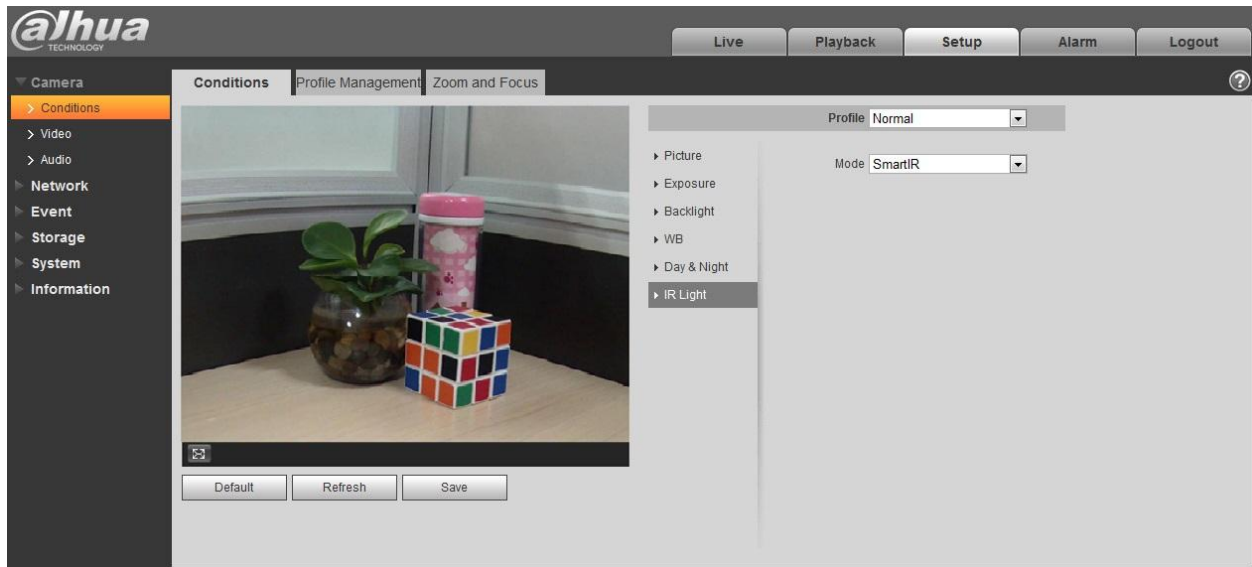 alhua
TECHNOLOGY
Live
Playback
Setup
Alarm
Logout
Camera
Conditions
Video
Audio
Network
Event
Storage
System
Information
Conditions
Profile Management
Zoom and Focus
?
Profile Normal
Picture
Exposure
Backlight
WB
Day & Night
IR Light
Mode SmartIR
Default
Refresh
Save